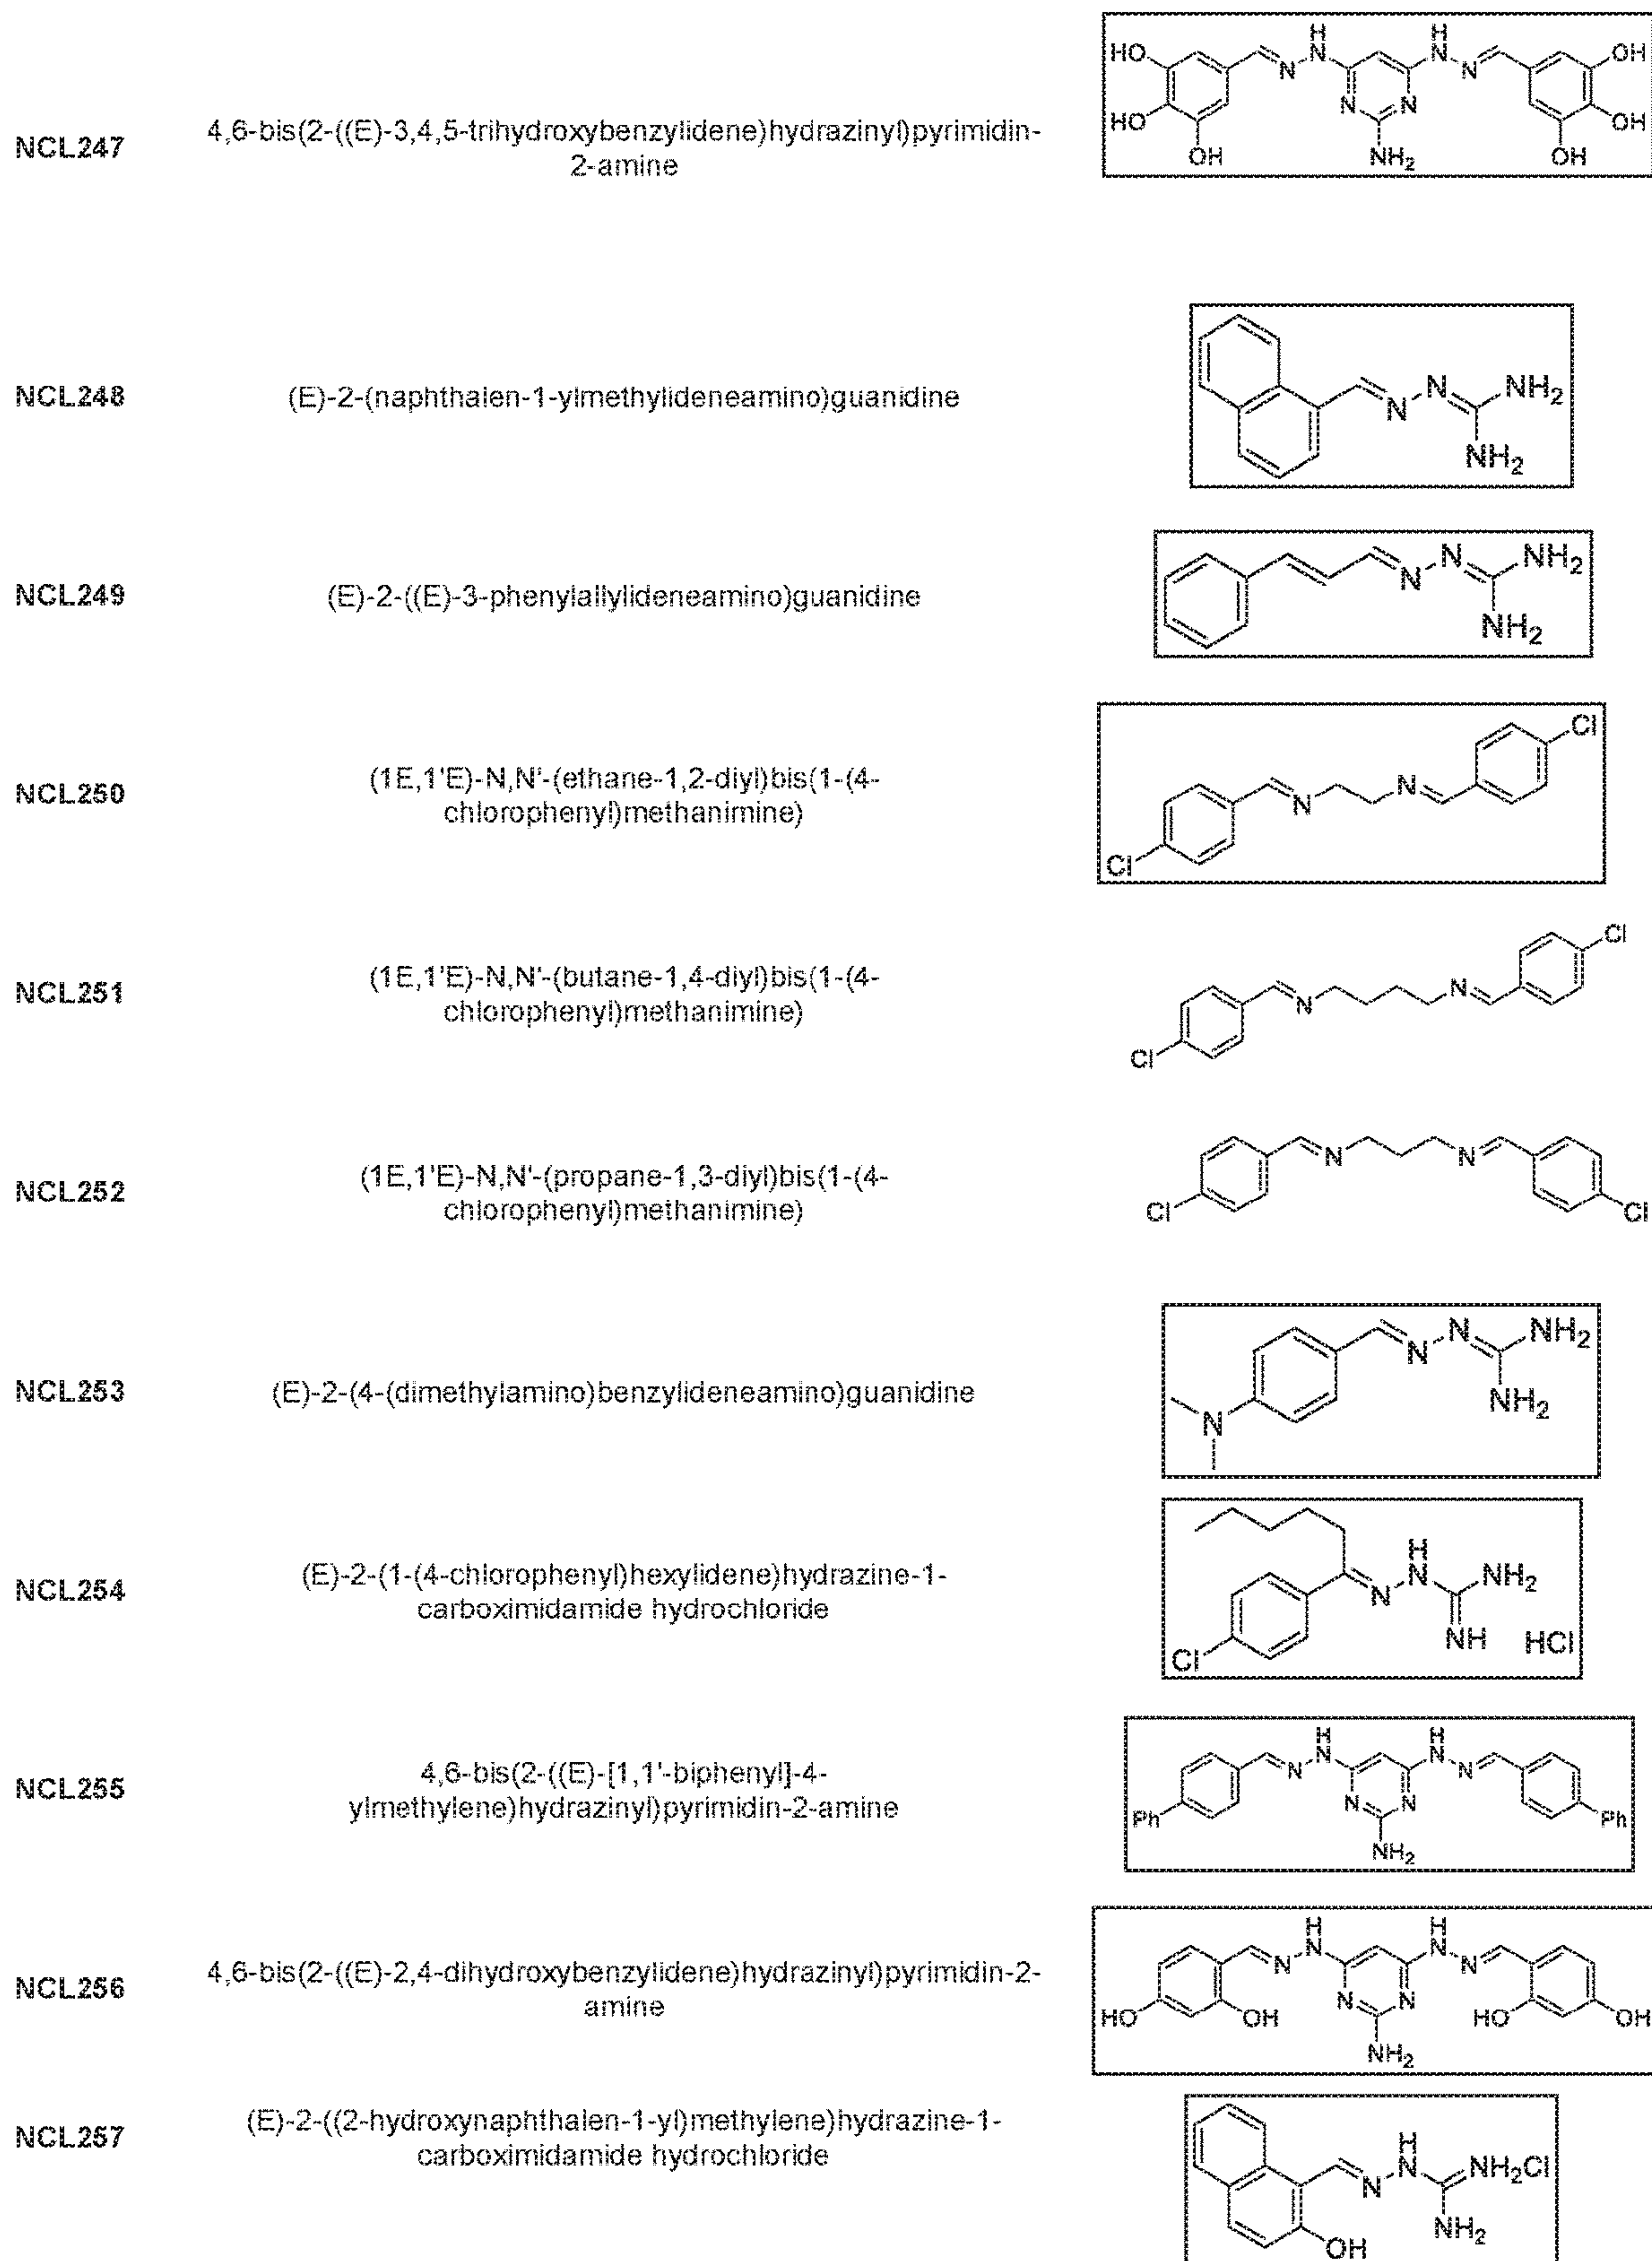 NCL247
4,6-bis(2-((E)-3,4,5-trihydroxybenzylidene)hydrazinyl)pyrimidin-
2-amine
HO
HO
OH
N
H
N
N
N
NH2
H
N
N
OH
OH
OH
NCL248
(E)-2-(naphthalen-1-ylmethylideneamino)guanidine
N
N
NH2
NH2
NCL249
(E)-2-((E)-3-phenylallylideneamino)guanidine
N
N
NH2
NH2
NCL250
(1E,1'E)-N,N'-(ethane-1,2-diyl)bis(1-(4-
chlorophenyl)methanimine)
Cl
N
N
Cl
NCL251
(1E,1'E)-N,N'-(butane-1,4-diyl)bis(1-(4-
chlorophenyl)methanimine)
Cl
N
N
Cl
NCL252
(1E,1'E)-N,N'-(propane-1,3-diyl)bis(1-(4-
chlorophenyl)methanimine)
Cl
N
N
Cl
NCL253
(E)-2-(4-(dimethylamino)benzylideneamino)guanidine
N
N
N
NH2
NH2
NCL254
(E)-2-(1-(4-chlorophenyl)hexylidene)hydrazine-1-
carboximidamide hydrochloride
Cl
N
H
N
NH2
NH
HCl
NCL255
4,6-bis(2-((E)-[1,1'-biphenyl]-4-
ylmethylene)hydrazinyl)pyrimidin-2-amine
Ph
N
H
N
N
N
NH2
H
N
N
Ph
NCL256
4,6-bis(2-((E)-2,4-dihydroxybenzylidene)hydrazinyl)pyrimidin-2-
amine
HO
OH
N
H
N
N
N
NH2
H
N
N
HO
OH
NCL257
(E)-2-((2-hydroxynaphthalen-1-yl)methylene)hydrazine-1-
carboximidamide hydrochloride
N
H
N
NH2Cl
NH2
OH